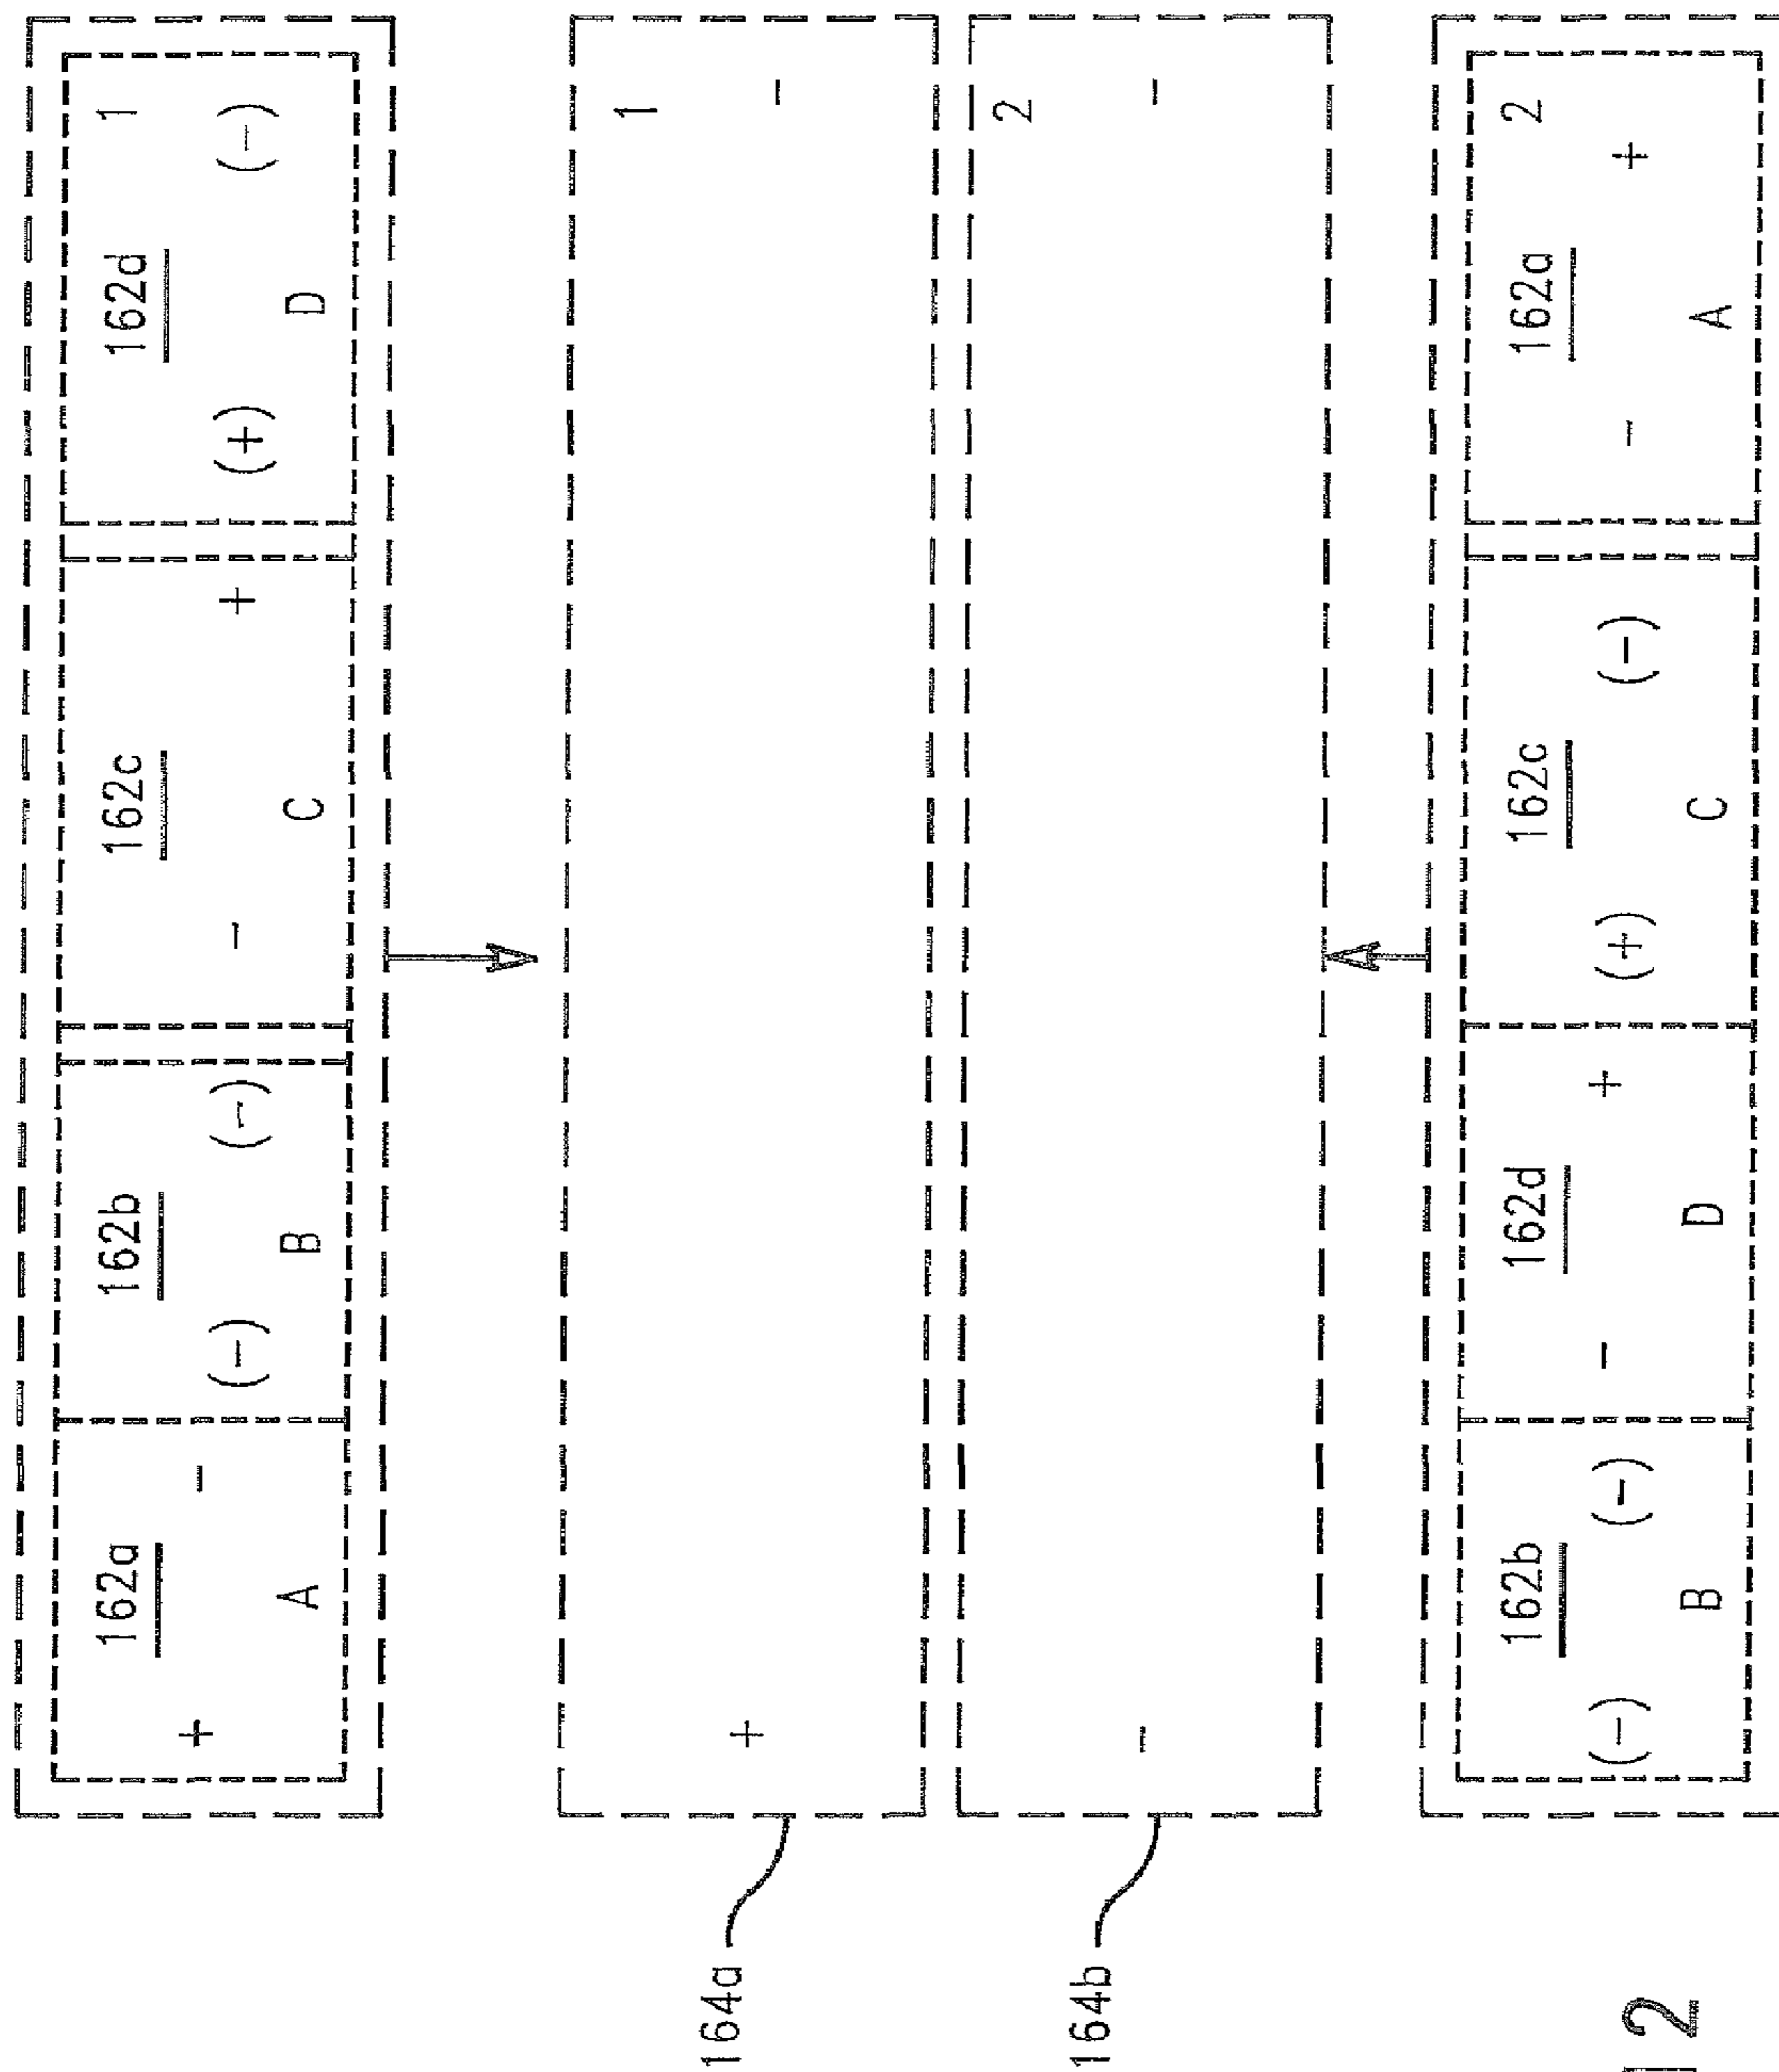 162a 162b 162c 162d 1
+ - (-) (-) - + (+) (-)
A B C D
1
164a + -
2
164b - -
162b 162d 162c 162a 2
(-) (-) - + (+) (-) - +
B D C A
12